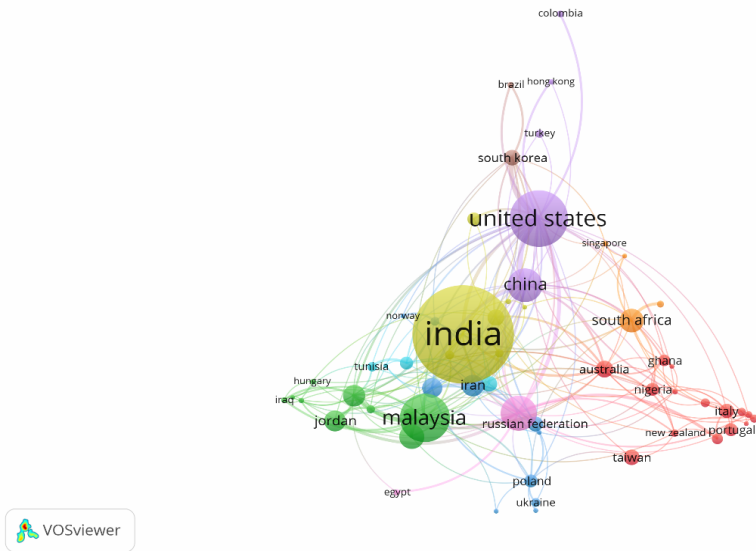 colombia
brazil
hong kong
turkey
south korea
united states
singapore
china
norway
india
south africa
tunisia
australia
ghana
hungary
iran
nigeria
iraq
jordan
malaysia
russian federation
italy
new zealand
portugal
taiwan
poland
egypt
ukraine
VOSviewer